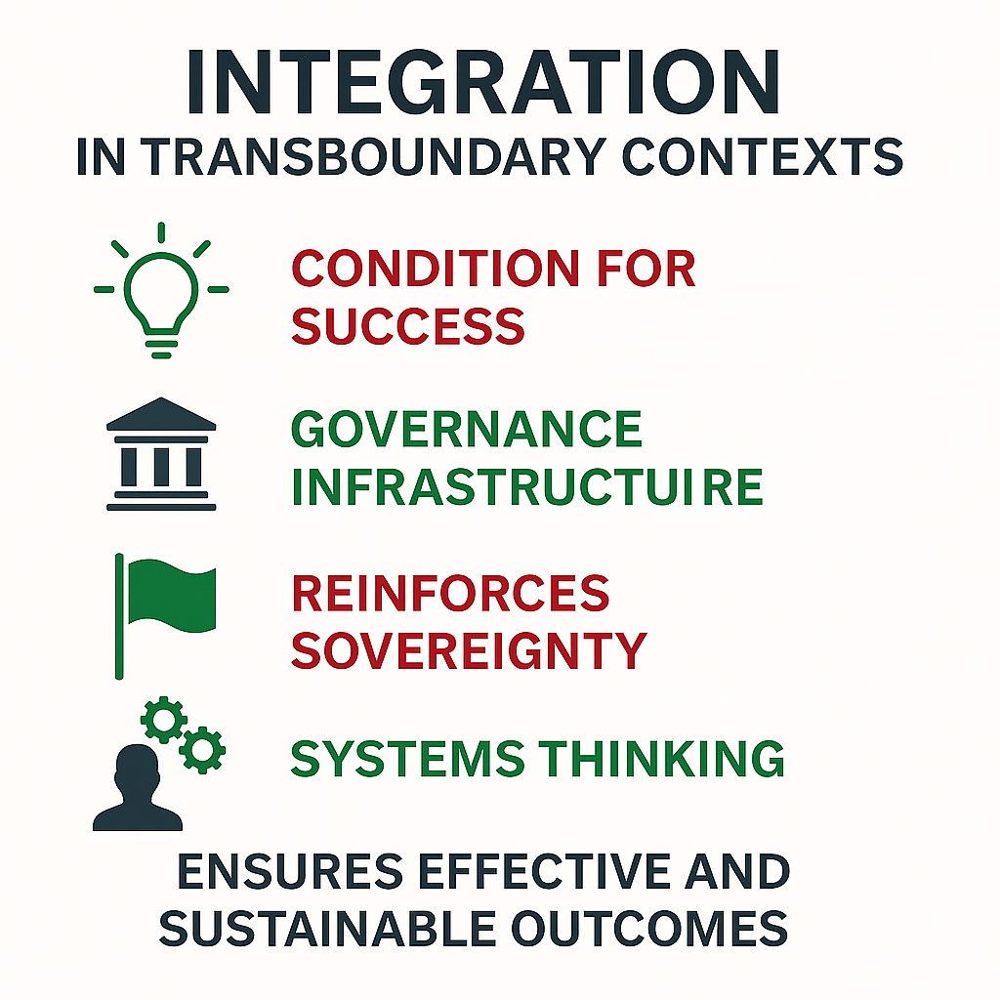 INTEGRATION
IN TRANSBOUNDARY CONTEXTS
CONDITION FOR
SUCCESS
GOVERNANCE
INFRASTRUCTUIRE
REINFORCES
SOVEREIGNTY
SYSTEMS THINKING
ENSURES EFFECTIVE AND
SUSTAINABLE OUTCOMES